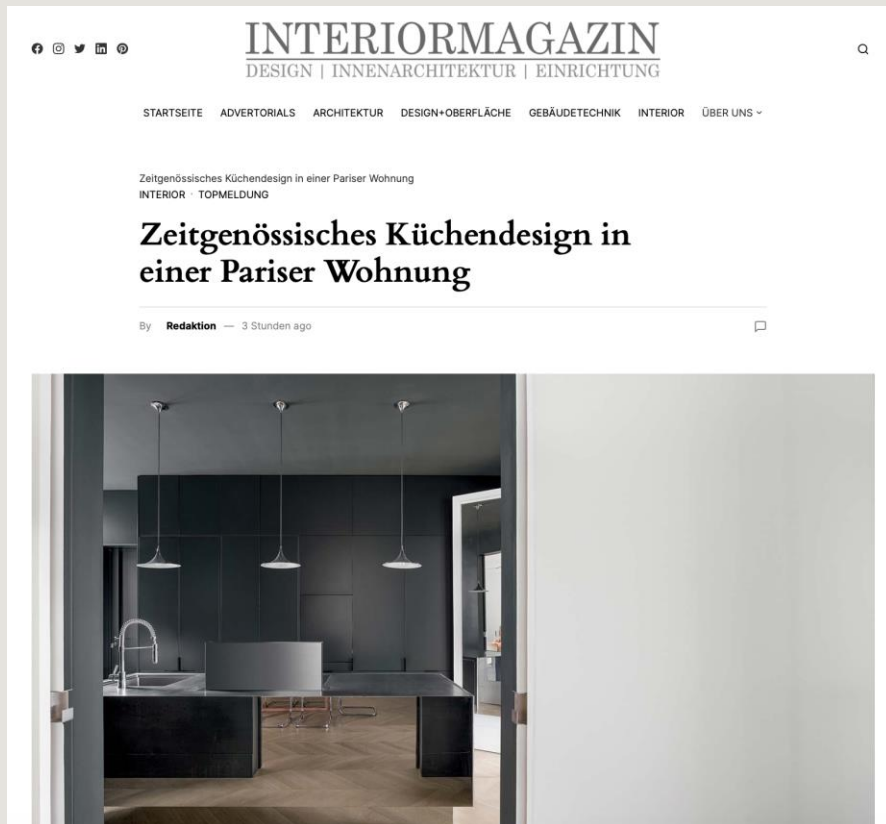 INTERIORMAGAZIN
DESIGN | INNENARCHITEKTUR | EINRICHTUNG
STARTSEITE ADVERTORIALS ARCHITEKTUR DESIGN+OBERFLÄCHE GEBÄUDETECHNIK INTERIOR ÜBER UNS
Zeitgenössisches Küchendesign in einer Pariser Wohnung
INTERIOR · TOPMELDUNG
Zeitgenössisches Küchendesign in
einer Pariser Wohnung
By Redaktion — 3 Stunden ago